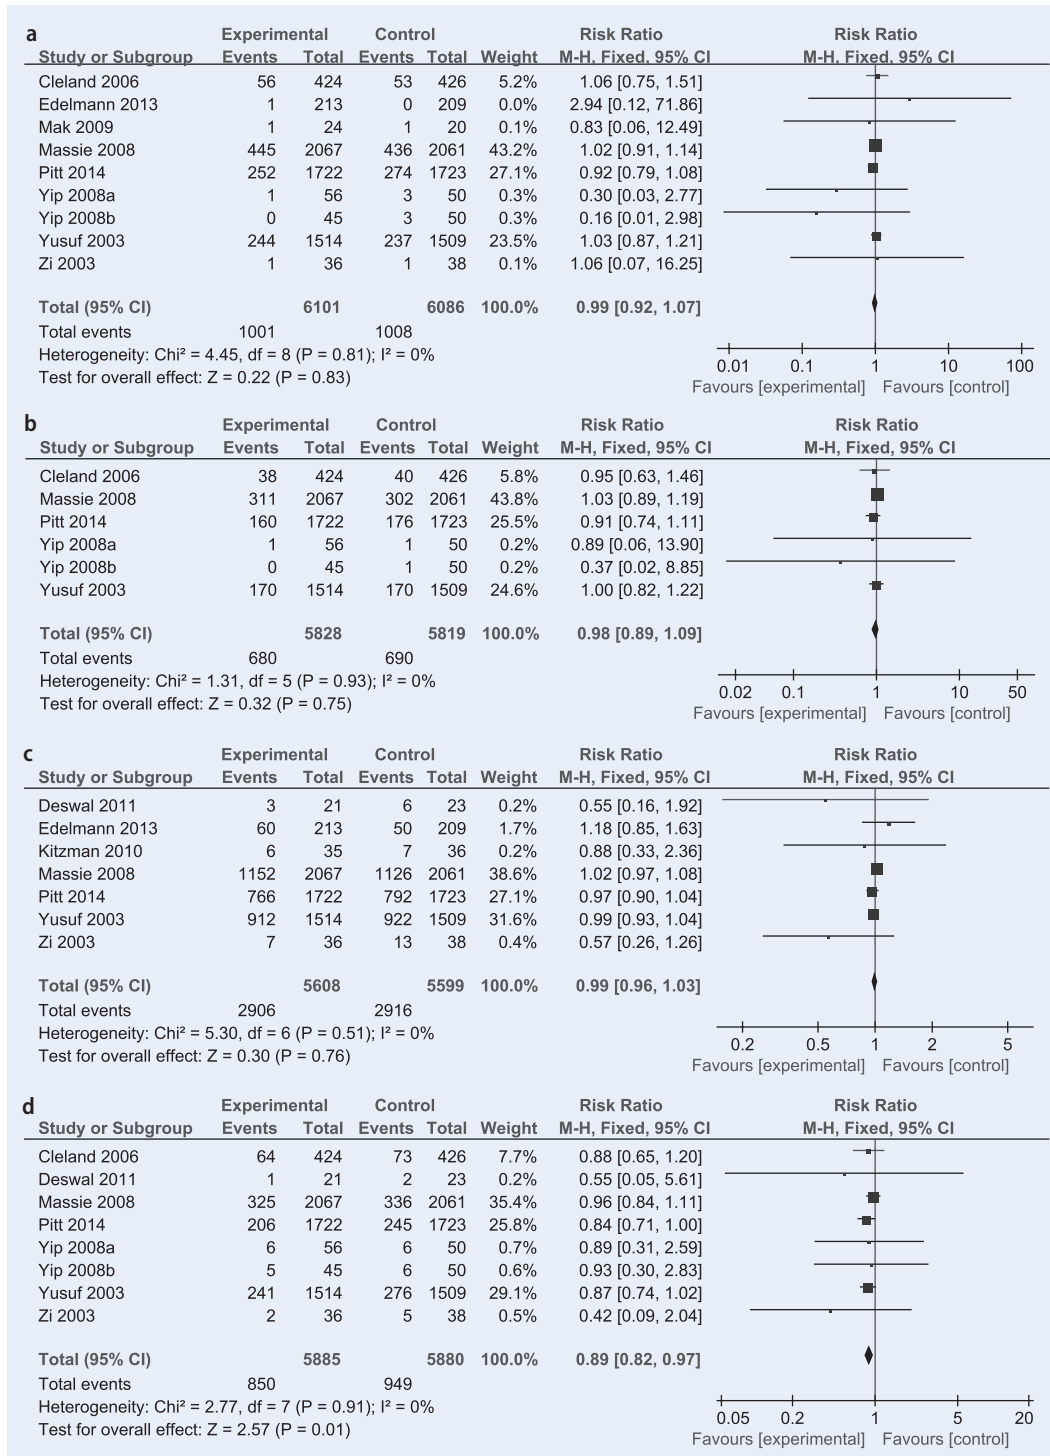 a Experimental Control Risk Ratio Risk Ratio
Study or Subgroup Events Total Events Total Weight M-H, Fixed, 95% CI M-H, Fixed, 95% CI
Cleland 2006 56 424 53 426 5.2% 1.06 [0.75, 1.51]
Edelmann 2013 1 213 0 209 0.0% 2.94 [0.12, 71.86]
Mak 2009 1 24 1 20 0.1% 0.83 [0.06, 12.49]
Massie 2008 445 2067 436 2061 43.2% 1.02 [0.91, 1.14]
Pitt 2014 252 1722 274 1723 27.1% 0.92 [0.79, 1.08]
Yip 2008a 1 56 3 50 0.3% 0.30 [0.03, 2.77]
Yip 2008b 0 45 3 50 0.3% 0.16 [0.01, 2.98]
Yusuf 2003 244 1514 237 1509 23.5% 1.03 [0.87, 1.21]
Zi 2003 1 36 1 38 0.1% 1.06 [0.07, 16.25]
Total (95% CI) 6101 6086 100.0% 0.99 [0.92, 1.07]
Total events 1001 1008
Heterogeneity: Chi² = 4.45, df = 8 (P = 0.81); I² = 0%
Test for overall effect: Z = 0.22 (P = 0.83)
0.01 0.1 1 10 100
Favours [experimental] Favours [control]
b Experimental Control Risk Ratio Risk Ratio
Study or Subgroup Events Total Events Total Weight M-H, Fixed, 95% CI M-H, Fixed, 95% CI
Cleland 2006 38 424 40 426 5.8% 0.95 [0.63, 1.46]
Massie 2008 311 2067 302 2061 43.8% 1.03 [0.89, 1.19]
Pitt 2014 160 1722 176 1723 25.5% 0.91 [0.74, 1.11]
Yip 2008a 1 56 1 50 0.2% 0.89 [0.06, 13.90]
Yip 2008b 0 45 1 50 0.2% 0.37 [0.02, 8.85]
Yusuf 2003 170 1514 170 1509 24.6% 1.00 [0.82, 1.22]
Total (95% CI) 5828 5819 100.0% 0.98 [0.89, 1.09]
Total events 680 690
Heterogeneity: Chi² = 1.31, df = 5 (P = 0.93); I² = 0%
Test for overall effect: Z = 0.32 (P = 0.75)
0.02 0.1 1 10 50
Favours [experimental] Favours [control]
c Experimental Control Risk Ratio Risk Ratio
Study or Subgroup Events Total Events Total Weight M-H, Fixed, 95% CI M-H, Fixed, 95% CI
Deswal 2011 3 21 6 23 0.2% 0.55 [0.16, 1.92]
Edelmann 2013 60 213 50 209 1.7% 1.18 [0.85, 1.63]
Kitzman 2010 6 35 7 36 0.2% 0.88 [0.33, 2.36]
Massie 2008 1152 2067 1126 2061 38.6% 1.02 [0.97, 1.08]
Pitt 2014 766 1722 792 1723 27.1% 0.97 [0.90, 1.04]
Yusuf 2003 912 1514 922 1509 31.6% 0.99 [0.93, 1.04]
Zi 2003 7 36 13 38 0.4% 0.57 [0.26, 1.26]
Total (95% CI) 5608 5599 100.0% 0.99 [0.96, 1.03]
Total events 2906 2916
Heterogeneity: Chi² = 5.30, df = 6 (P = 0.51); I² = 0%
Test for overall effect: Z = 0.30 (P = 0.76)
0.2 0.5 1 2 5
Favours [experimental] Favours [control]
d Experimental Control Risk Ratio Risk Ratio
Study or Subgroup Events Total Events Total Weight M-H, Fixed, 95% CI M-H, Fixed, 95% CI
Cleland 2006 64 424 73 426 7.7% 0.88 [0.65, 1.20]
Deswal 2011 1 21 2 23 0.2% 0.55 [0.05, 5.61]
Massie 2008 325 2067 336 2061 35.4% 0.96 [0.84, 1.11]
Pitt 2014 206 1722 245 1723 25.8% 0.84 [0.71, 1.00]
Yip 2008a 6 56 6 50 0.7% 0.89 [0.31, 2.59]
Yip 2008b 5 45 6 50 0.6% 0.93 [0.30, 2.83]
Yusuf 2003 241 1514 276 1509 29.1% 0.87 [0.74, 1.02]
Zi 2003 2 36 5 38 0.5% 0.42 [0.09, 2.04]
Total (95% CI) 5885 5880 100.0% 0.89 [0.82, 0.97]
Total events 850 949
Heterogeneity: Chi² = 2.77, df = 7 (P = 0.91); I² = 0%
Test for overall effect: Z = 2.57 (P = 0.01)
0.05 0.2 1 5 20
Favours [experimental] Favours [control]